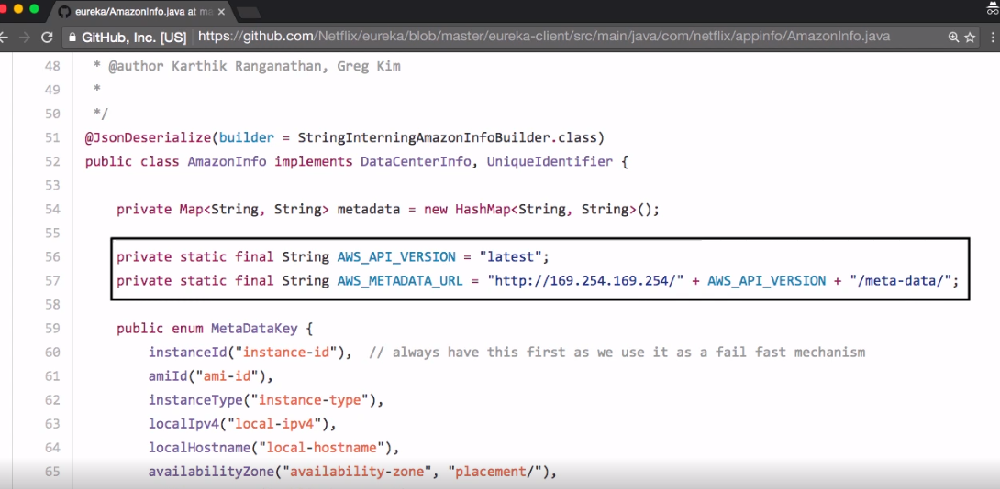 eureka/AmazonInfo.java at ma
GitHub, Inc. [US] https://github.com/Netflix/eureka/blob/master/eureka-client/src/main/java/com/netflix/appinfo/AmazonInfo.java
48 * @author Karthik Ranganathan, Greg Kim
49 *
50 */
51 @JsonDeserialize(builder = StringInterningAmazonInfoBuilder.class)
52 public class AmazonInfo implements DataCenterInfo, UniqueIdentifier {
53
54 private Map<String, String> metadata = new HashMap<String, String>();
55
56 private static final String AWS_API_VERSION = "latest";
57 private static final String AWS_METADATA_URL = "http://169.254.169.254/" + AWS_API_VERSION + "/meta-data/";
58
59 public enum MetaDataKey {
60 instanceId("instance-id"), // always have this first as we use it as a fail fast mechanism
61 amiId("ami-id"),
62 instanceType("instance-type"),
63 localIpv4("local-ipv4"),
64 localHostname("local-hostname"),
65 availabilityZone("availability-zone", "placement/"),